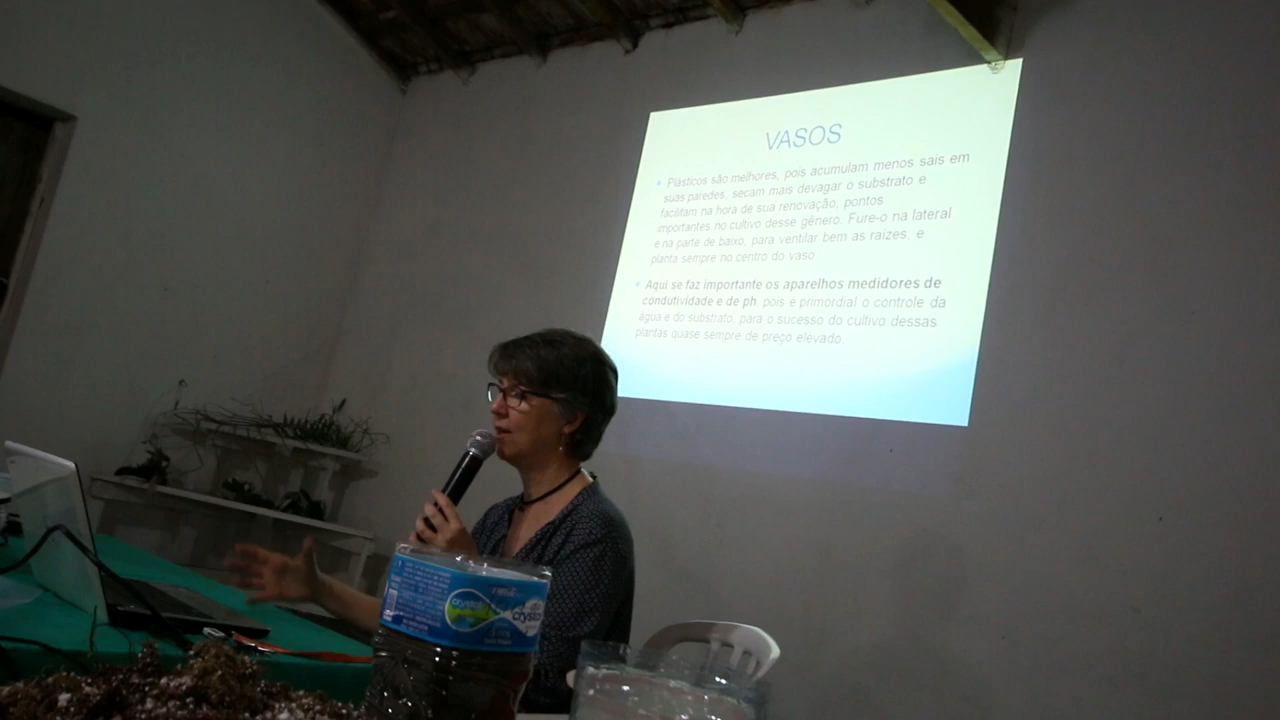 VASOS
Plásticos são melhores, pois acumulam menos sais em
suas paredes, secam mais devagar o substrato e
facilitam na hora de sua renovação, pontos
importantes no cultivo desse gênero. Fure-o na lateral
e na parte de baixo, para ventilar bem as raízes, e
planta sempre no centro do vaso.
Aqui se faz importante os aparelhos medidores de
condutividade e de ph, pois é primordial o controle da
água e do substrato, para o sucesso do cultivo dessas
plantas quase sempre de preço elevado.
crystal